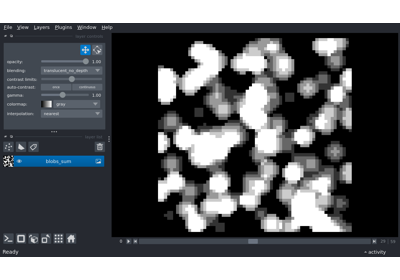 File View Layers Plugins Window Help
opacity: 1.00
blending: translucent_no_depth
contrast limits:
auto-contrast: once continuous
gamma: 1.00
colormap: gray
interpolation: nearest
blobs_sum
Ready
activity